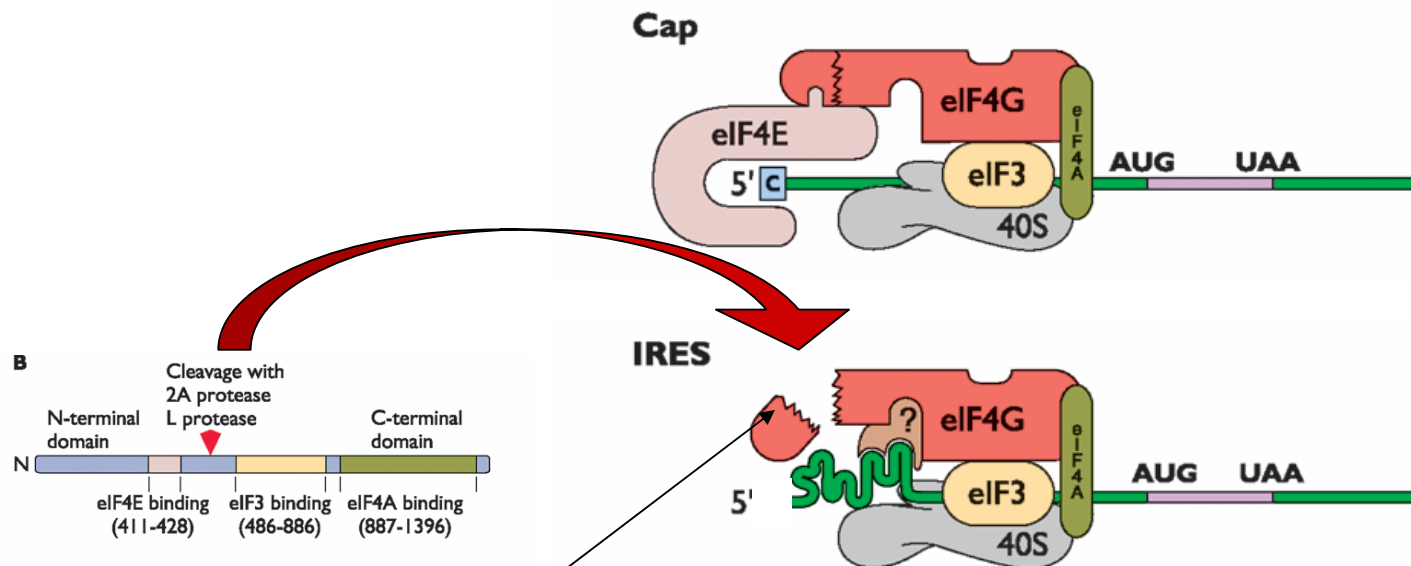 Cap
eIF4G
eIF4E
eIF4A
AUG
UAA
5'
C
eIF3
40S
IRES
B
Cleavage with
2A protease
L protease
N-terminal
domain
C-terminal
domain
N
eIF4E binding
(411-428)
eIF3 binding
(486-886)
eIF4A binding
(887-1396)
?
eIF4G
eIF4A
AUG
UAA
5'
eIF3
40S